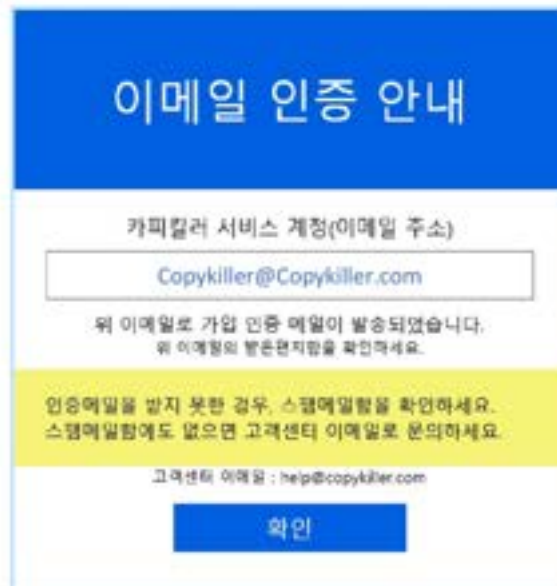 이메일 인증 안내
카피킬러 서비스 계정(이메일 주소)
Copykiller@Copykiller.com
위 이메일로 가입 인증 메일이 발송되었습니다.
위 이메일의 받은편지함을 확인하세요.
인증메일을 받지 못한 경우, 스팸메일함을 확인하세요.
스팸메일함에도 없으면 고객센터 이메일로 문의하세요.
고객센터 이메일 : help@copykiller.com
확인